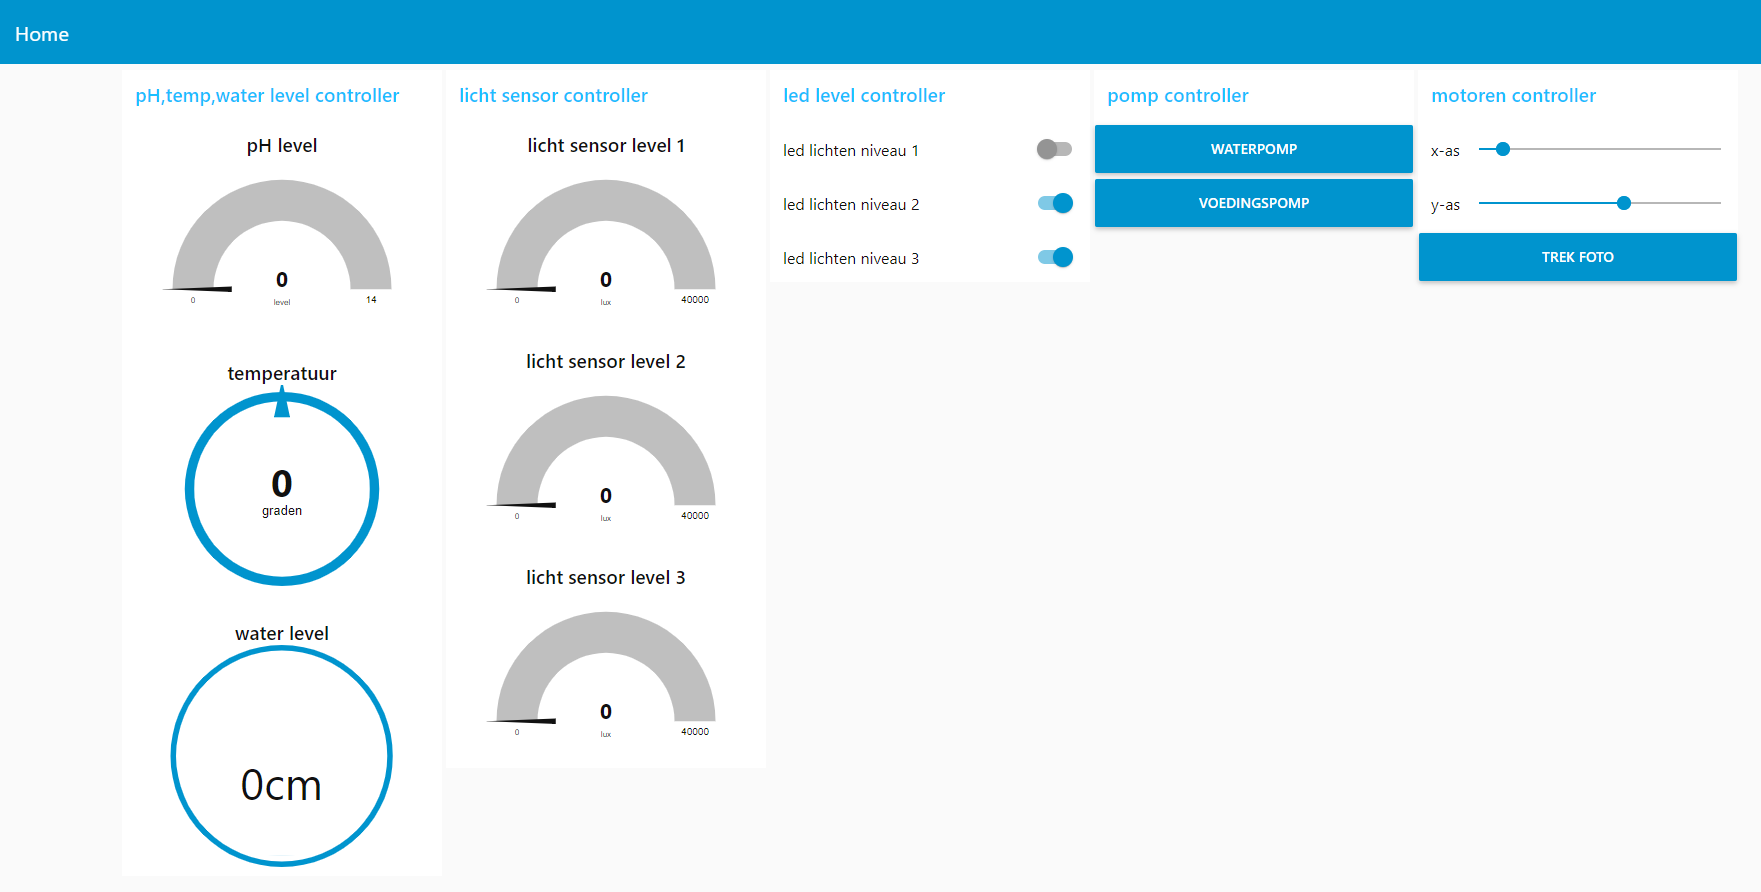 Home
pH,temp,water level controller
pH level
0
level
0
14
temperatuur
0
graden
water level
0cm
licht sensor controller
licht sensor level 1
0
lux
0
40000
licht sensor level 2
0
lux
0
40000
licht sensor level 3
0
lux
0
40000
led level controller
led lichten niveau 1
led lichten niveau 2
led lichten niveau 3
pomp controller
WATERPOMP
VOEDINGSPOMP
motoren controller
x-as
y-as
TREK FOTO